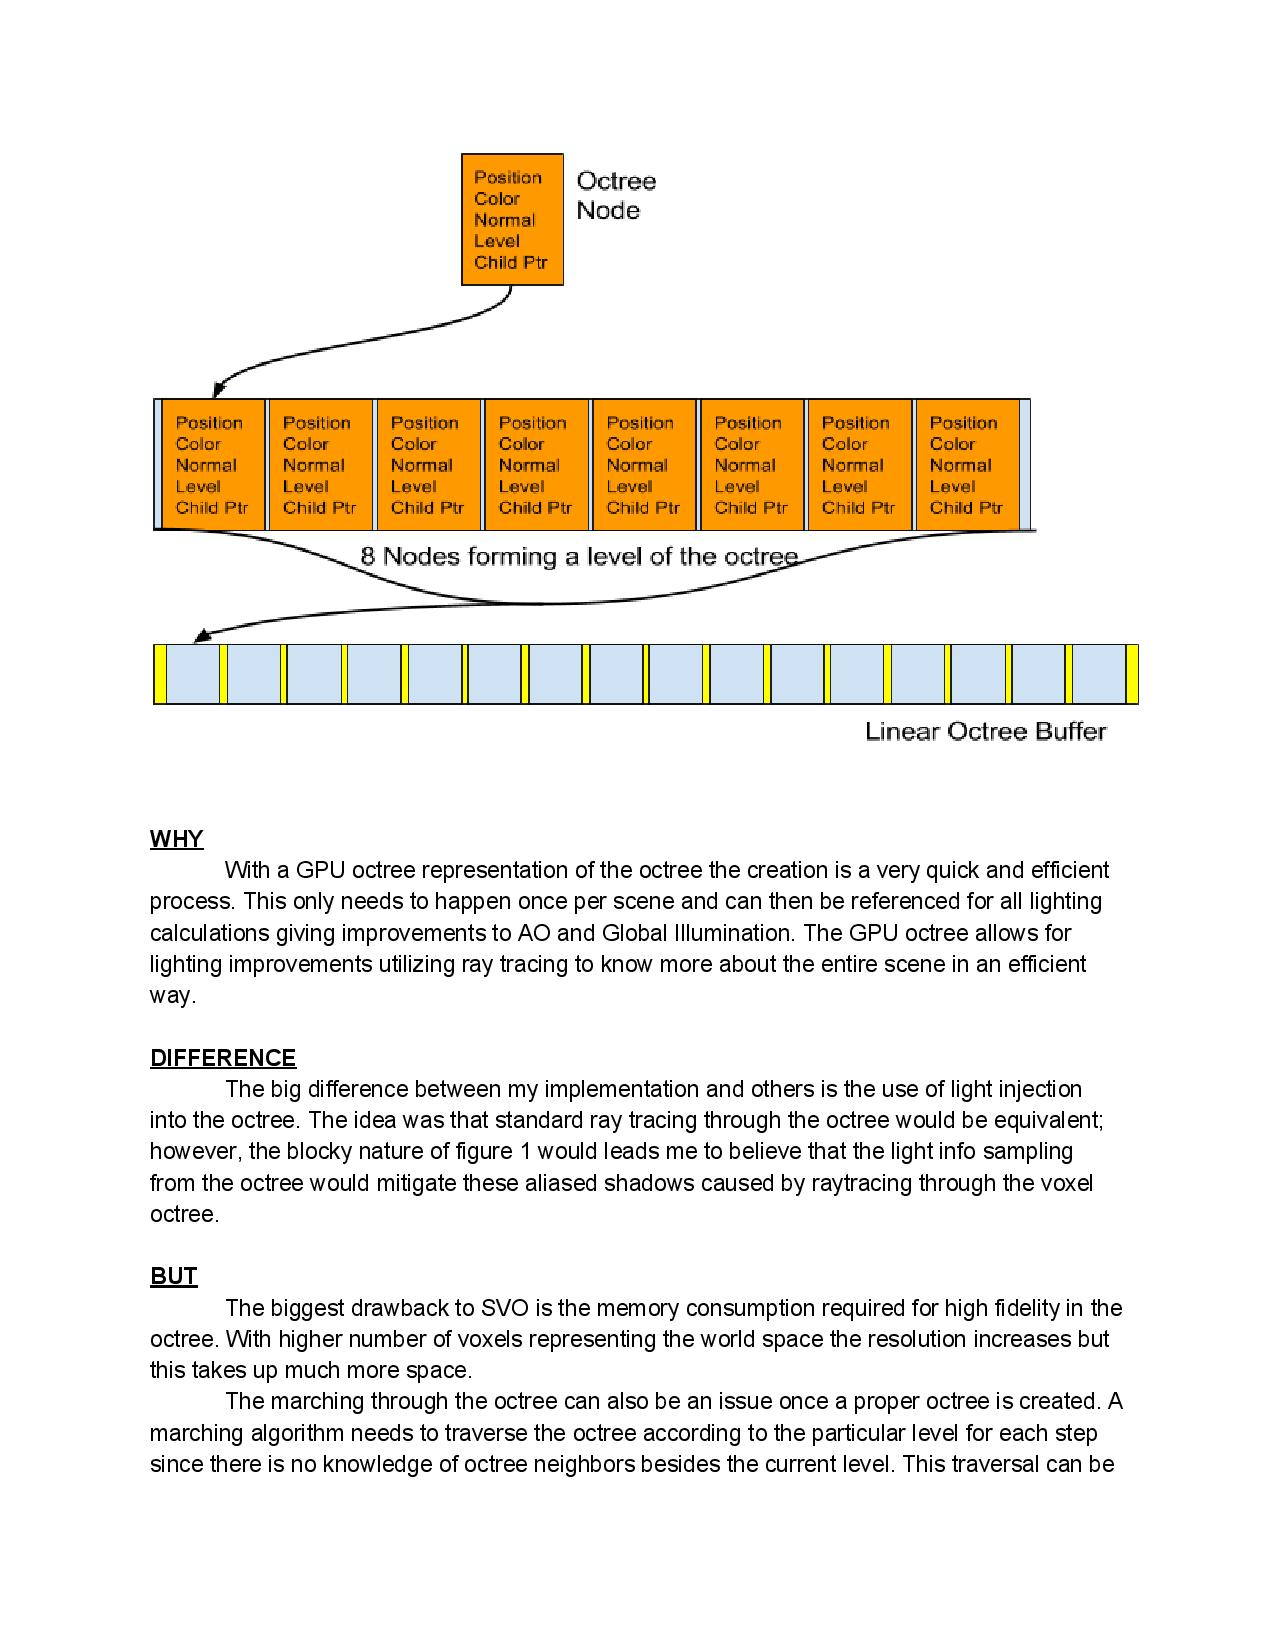 Position
Color
Normal
Level
Child Ptr
Octree
Node
Position
Color
Normal
Level
Child Ptr
Position
Color
Normal
Level
Child Ptr
Position
Color
Normal
Level
Child Ptr
Position
Color
Normal
Level
Child Ptr
Position
Color
Normal
Level
Child Ptr
Position
Color
Normal
Level
Child Ptr
Position
Color
Normal
Level
Child Ptr
Position
Color
Normal
Level
Child Ptr
8 Nodes forming a level of the octree
Linear Octree Buffer
WHY
With a GPU octree representation of the octree the creation is a very quick and efficient
process. This only needs to happen once per scene and can then be referenced for all lighting
calculations giving improvements to AO and Global Illumination. The GPU octree allows for
lighting improvements utilizing ray tracing to know more about the entire scene in an efficient
way.
DIFFERENCE
The big difference between my implementation and others is the use of light injection
into the octree. The idea was that standard ray tracing through the octree would be equivalent;
however, the blocky nature of figure 1 would leads me to believe that the light info sampling
from the octree would mitigate these aliased shadows caused by raytracing through the voxel
octree.
BUT
The biggest drawback to SVO is the memory consumption required for high fidelity in the
octree. With higher number of voxels representing the world space the resolution increases but
this takes up much more space.
The marching through the octree can also be an issue once a proper octree is created. A
marching algorithm needs to traverse the octree according to the particular level for each step
since there is no knowledge of octree neighbors besides the current level. This traversal can be